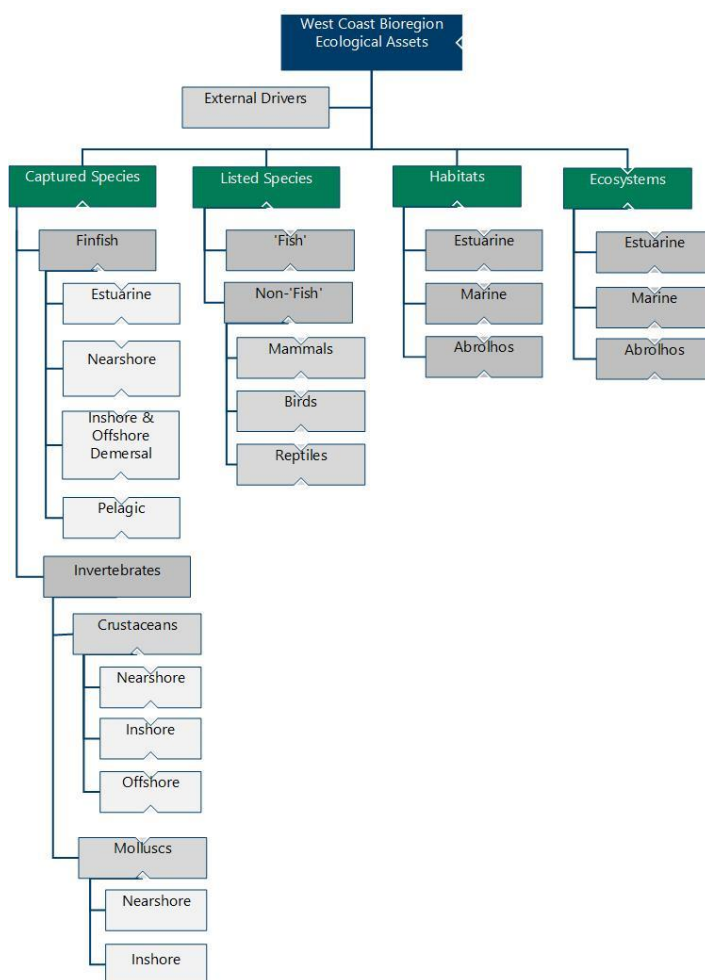 West Coast Bioregion
Ecological Assets
External Drivers
Captured Species
Listed Species
Habitats
Ecosystems
Finfish
Estuarine
Nearshore
Inshore &
Offshore
Demersal
Pelagic
Invertebrates
Crustaceans
Nearshore
Inshore
Offshore
Molluscs
Nearshore
Inshore
'Fish'
Non-'Fish'
Mammals
Birds
Reptiles
Estuarine
Marine
Abrolhos
Estuarine
Marine
Abrolhos